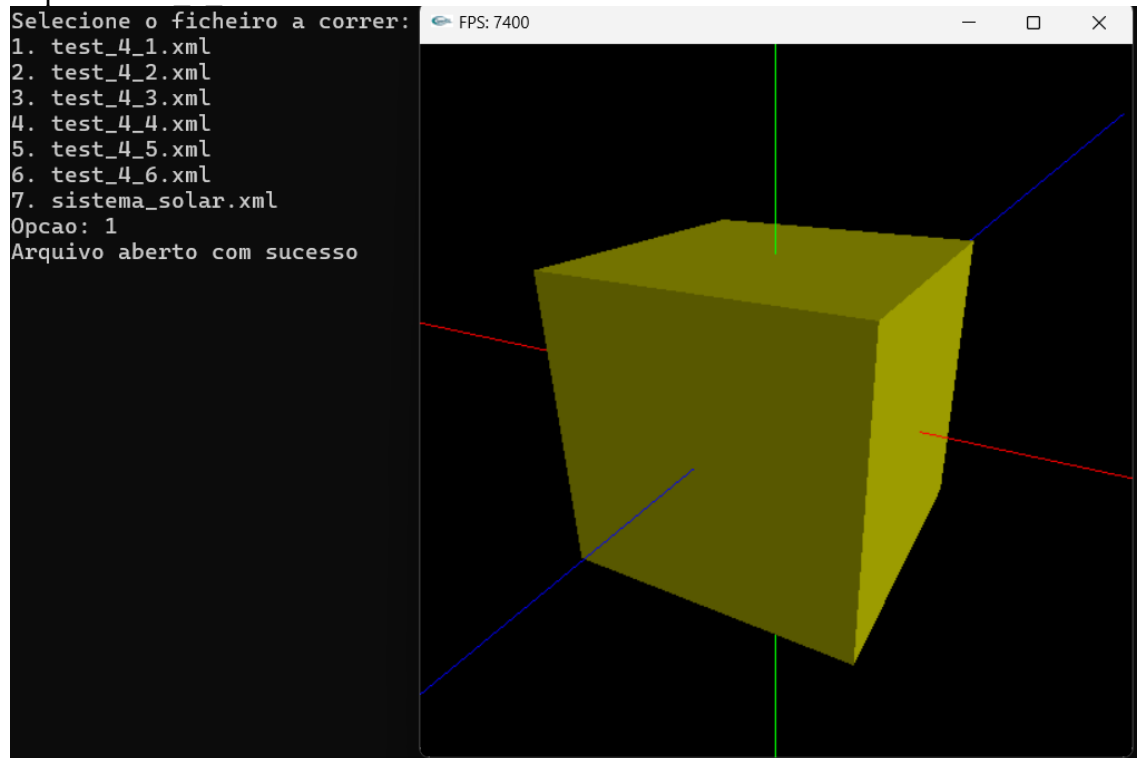 Selecione o ficheiro a correr:
1. test_4_1.xml
2. test_4_2.xml
3. test_4_3.xml
4. test_4_4.xml
5. test_4_5.xml
6. test_4_6.xml
7. sistema_solar.xml
Opcao: 1
Arquivo aberto com sucesso
FPS: 7400